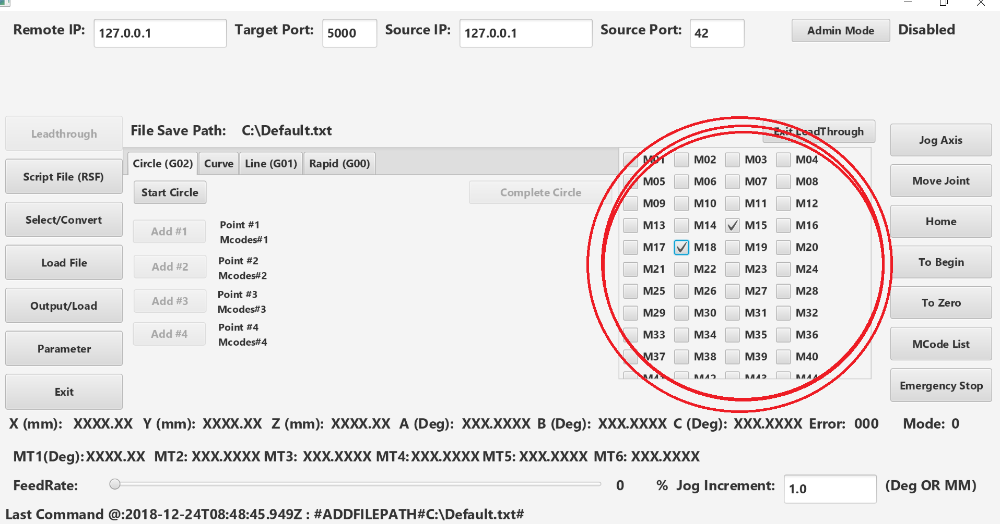 Remote IP: 127.0.0.1 Target Port: 5000 Source IP: 127.0.0.1 Source Port: 42 Admin Mode Disabled
Leadthrough
Script File (RSF)
Select/Convert
Load File
Output/Load
Parameter
Exit
File Save Path: C:\Default.txt
Exit LeadThrough
Circle (G02) Curve Line (G01) Rapid (G00)
Start Circle Complete Circle
Add #1 Point #1
Mcodes#1
Add #2 Point #2
Mcodes#2
Add #3 Point #3
Mcodes#3
Add #4 Point #4
Mcodes#4
M01 M02 M03 M04
M05 M06 M07 M08
M09 M10 M11 M12
M13 M14 M15 M16
M17 M18 M19 M20
M21 M22 M23 M24
M25 M26 M27 M28
M29 M30 M31 M32
M33 M34 M35 M36
M37 M38 M39 M40
M41 M42 M43 M44
Jog Axis
Move Joint
Home
To Begin
To Zero
MCode List
Emergency Stop
X (mm): XXXX.XX Y (mm): XXXX.XX Z (mm): XXXX.XX A (Deg): XXX.XXXX B (Deg): XXX.XXXX C (Deg): XXX.XXXX Error: 000 Mode: 0
MT1(Deg): XXXX.XX MT2: XXX.XXXX MT3: XXX.XXXX MT4: XXX.XXXX MT5: XXX.XXXX MT6: XXX.XXXX
FeedRate: 0 % Jog Increment: 1.0 (Deg OR MM)
Last Command @:2018-12-24T08:48:45.949Z : #ADDFILEPATH#C:\Default.txt#